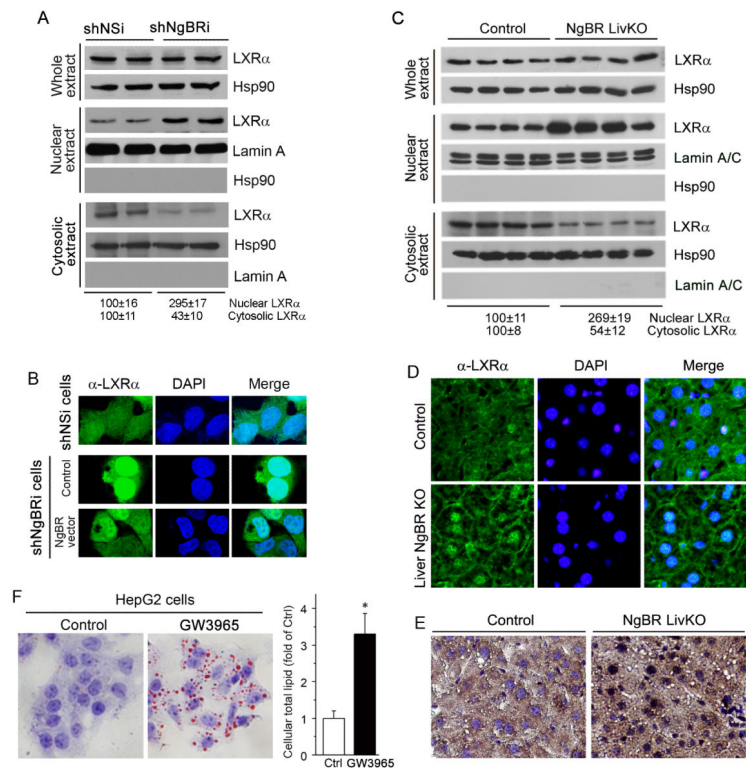 A
shNSi shNgBRi
Whole extract
LXRα
Hsp90
Nuclear extract
LXRα
Lamin A
Hsp90
Cytosolic extract
LXRα
Hsp90
Lamin A
100±16 295±17 Nuclear LXRα
100±11 43±10 Cytosolic LXRα
C
Control NgBR LivKO
Whole extract
LXRα
Hsp90
Nuclear extract
LXRα
Lamin A/C
Hsp90
Cytosolic extract
LXRα
Hsp90
Lamin A/C
100±11 269±19 Nuclear LXRα
100±8 54±12 Cytosolic LXRα
B
α-LXRα DAPI Merge
shNSi cells
shNgBRi cells
Control
NgBR vector
D
α-LXRα DAPI Merge
Control
Liver NgBR KO
F
HepG2 cells
Control GW3965
Cellular total lipid (fold of Ctrl)
4
3
2
1
0
*
Ctrl GW3965
E
Control NgBR LivKO